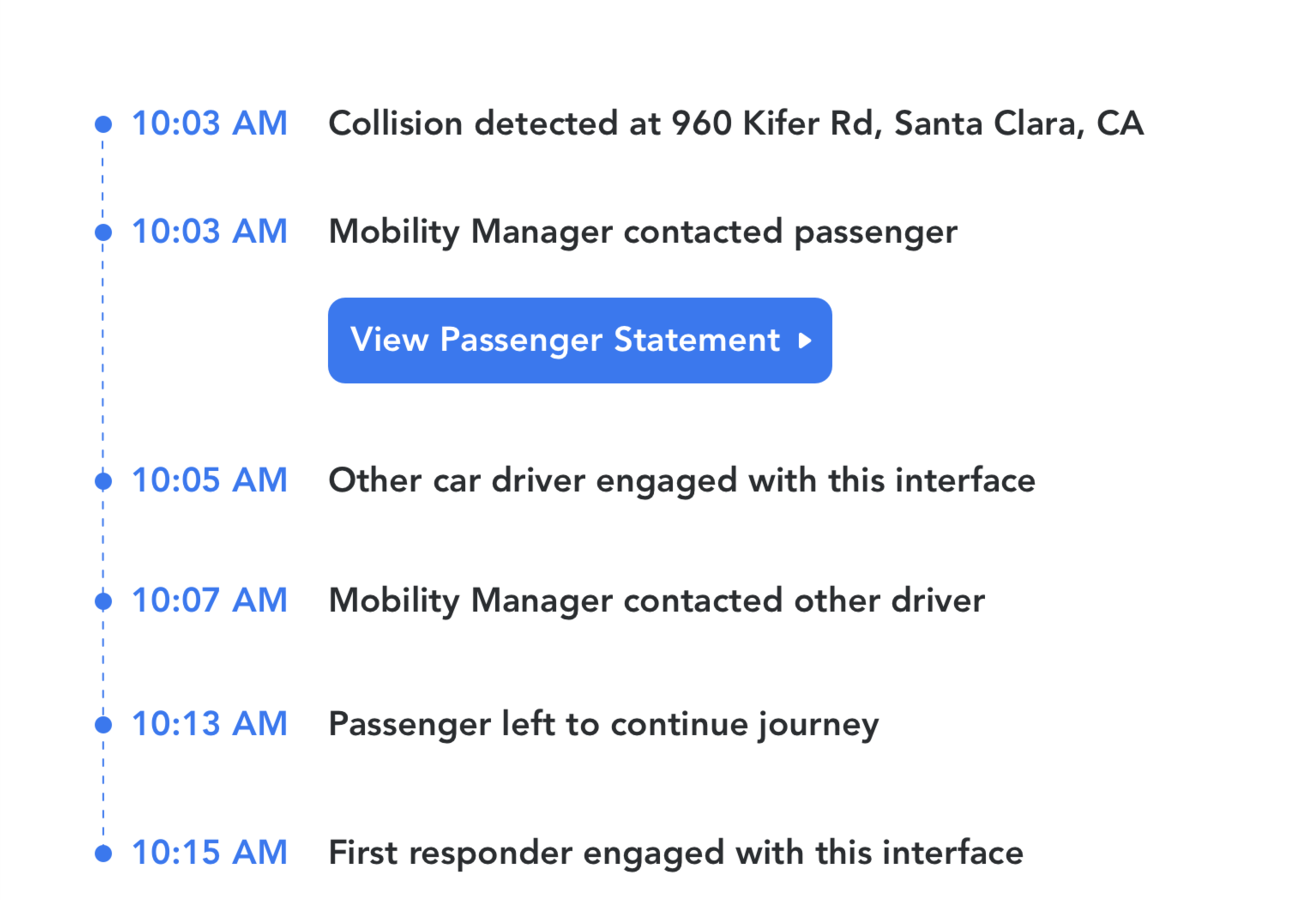 10:03 AM Collision detected at 960 Kifer Rd, Santa Clara, CA
10:03 AM Mobility Manager contacted passenger
View Passenger Statement
10:05 AM Other car driver engaged with this interface
10:07 AM Mobility Manager contacted other driver
10:13 AM Passenger left to continue journey
10:15 AM First responder engaged with this interface